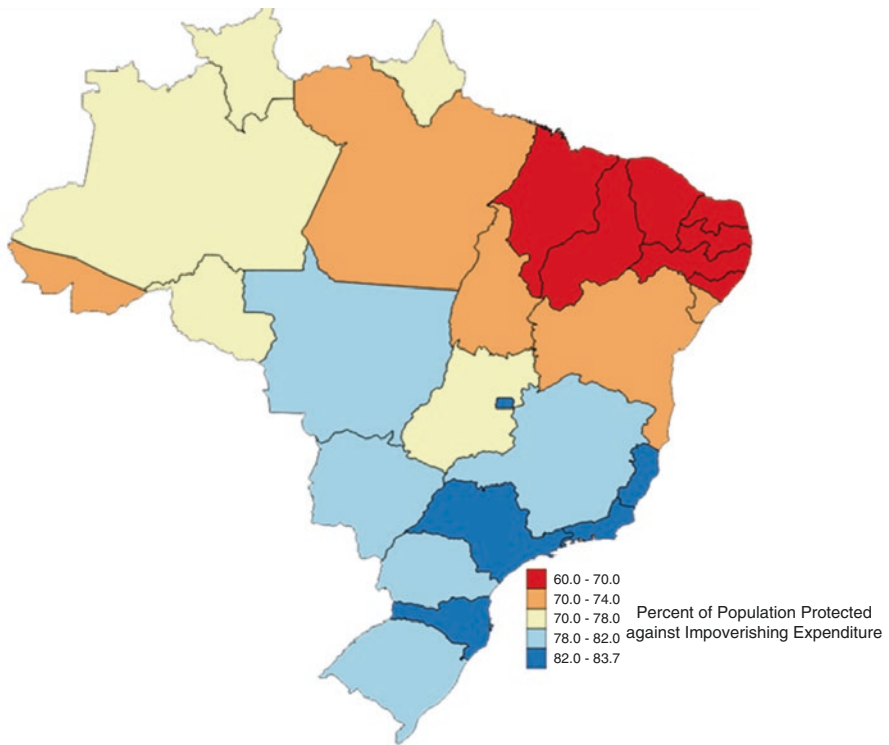 60.0 - 70.0
70.0 - 74.0
70.0 - 78.0
78.0 - 82.0
82.0 - 83.7
Percent of Population Protected
against Impoverishing Expenditure